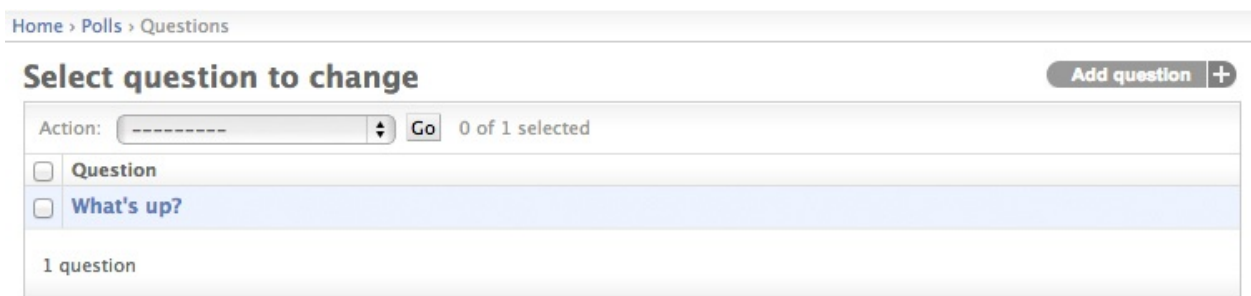 Home › Polls › Questions
Select question to change
Add question +
Action: --------- Go 0 of 1 selected
Question
What's up?
1 question